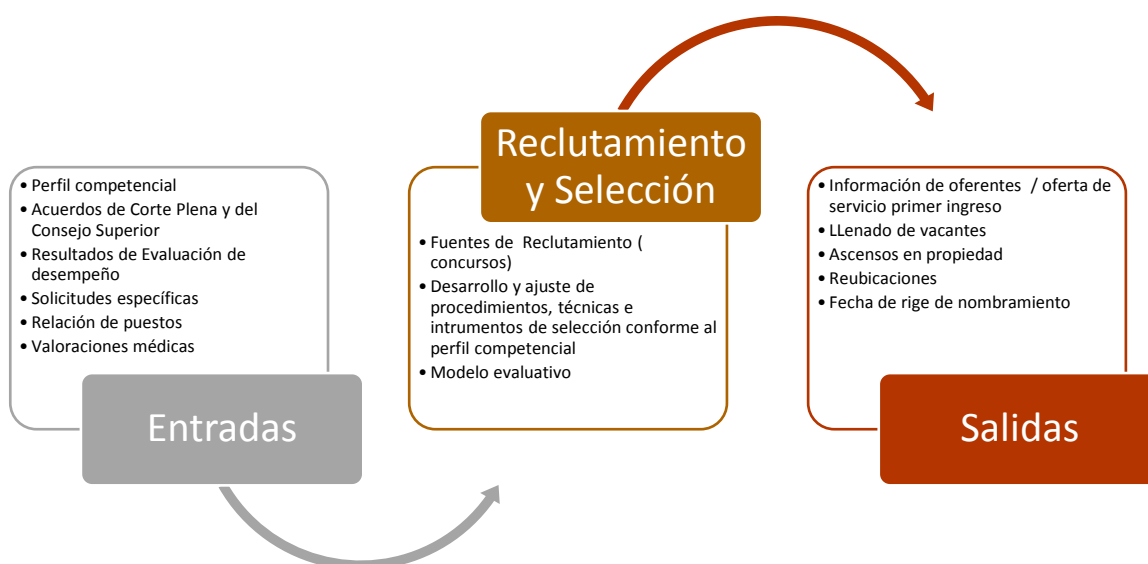 • Perfil competencial
• Acuerdos de Corte Plena y del
Consejo Superior
• Resultados de Evaluación de
desempeño
• Solicitudes específicas
• Relación de puestos
• Valoraciones médicas
Entradas
Reclutamiento
y Selección
• Fuentes de Reclutamiento (
concursos)
• Desarrollo y ajuste de
procedimientos, técnicas e
intrumentos de selección conforme al
perfil competencial
• Modelo evaluativo
• Información de oferentes / oferta de
servicio primer ingreso
• LLenado de vacantes
• Ascensos en propiedad
• Reubicaciones
• Fecha de rige de nombramiento
Salidas